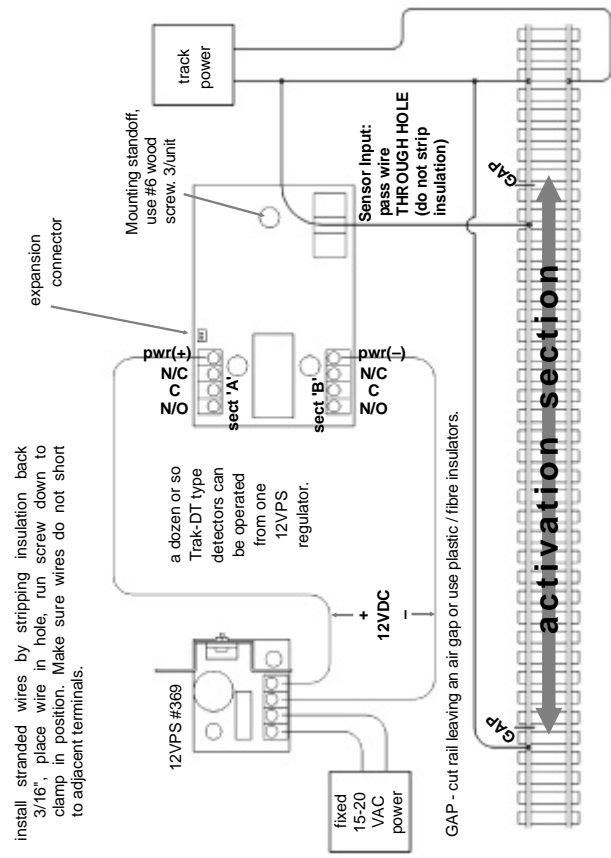 install stranded wires by stripping insulation back
3/16", place wire in hole, run screw down to
clamp in position. Make sure wires do not short
to adjacent terminals.
expansion
connector
track
power
Mounting standoff,
use #6 wood
screw. 3/unit
pwr(+)
N/C
C
N/O
sect 'A'
sect 'B'
pwr(–)
N/C
C
N/O
Sensor Input:
pass wire
THROUGH HOLE
(do not strip
insulation)
12VPS #369
a dozen or so
Trak-DT type
detectors can
be operated
from one
12VPS
regulator.
fixed
15-20
VAC
power
+
12VDC
–
GAP - cut rail leaving an air gap or use plastic / fibre insulators.
GAP
GAP
activation section